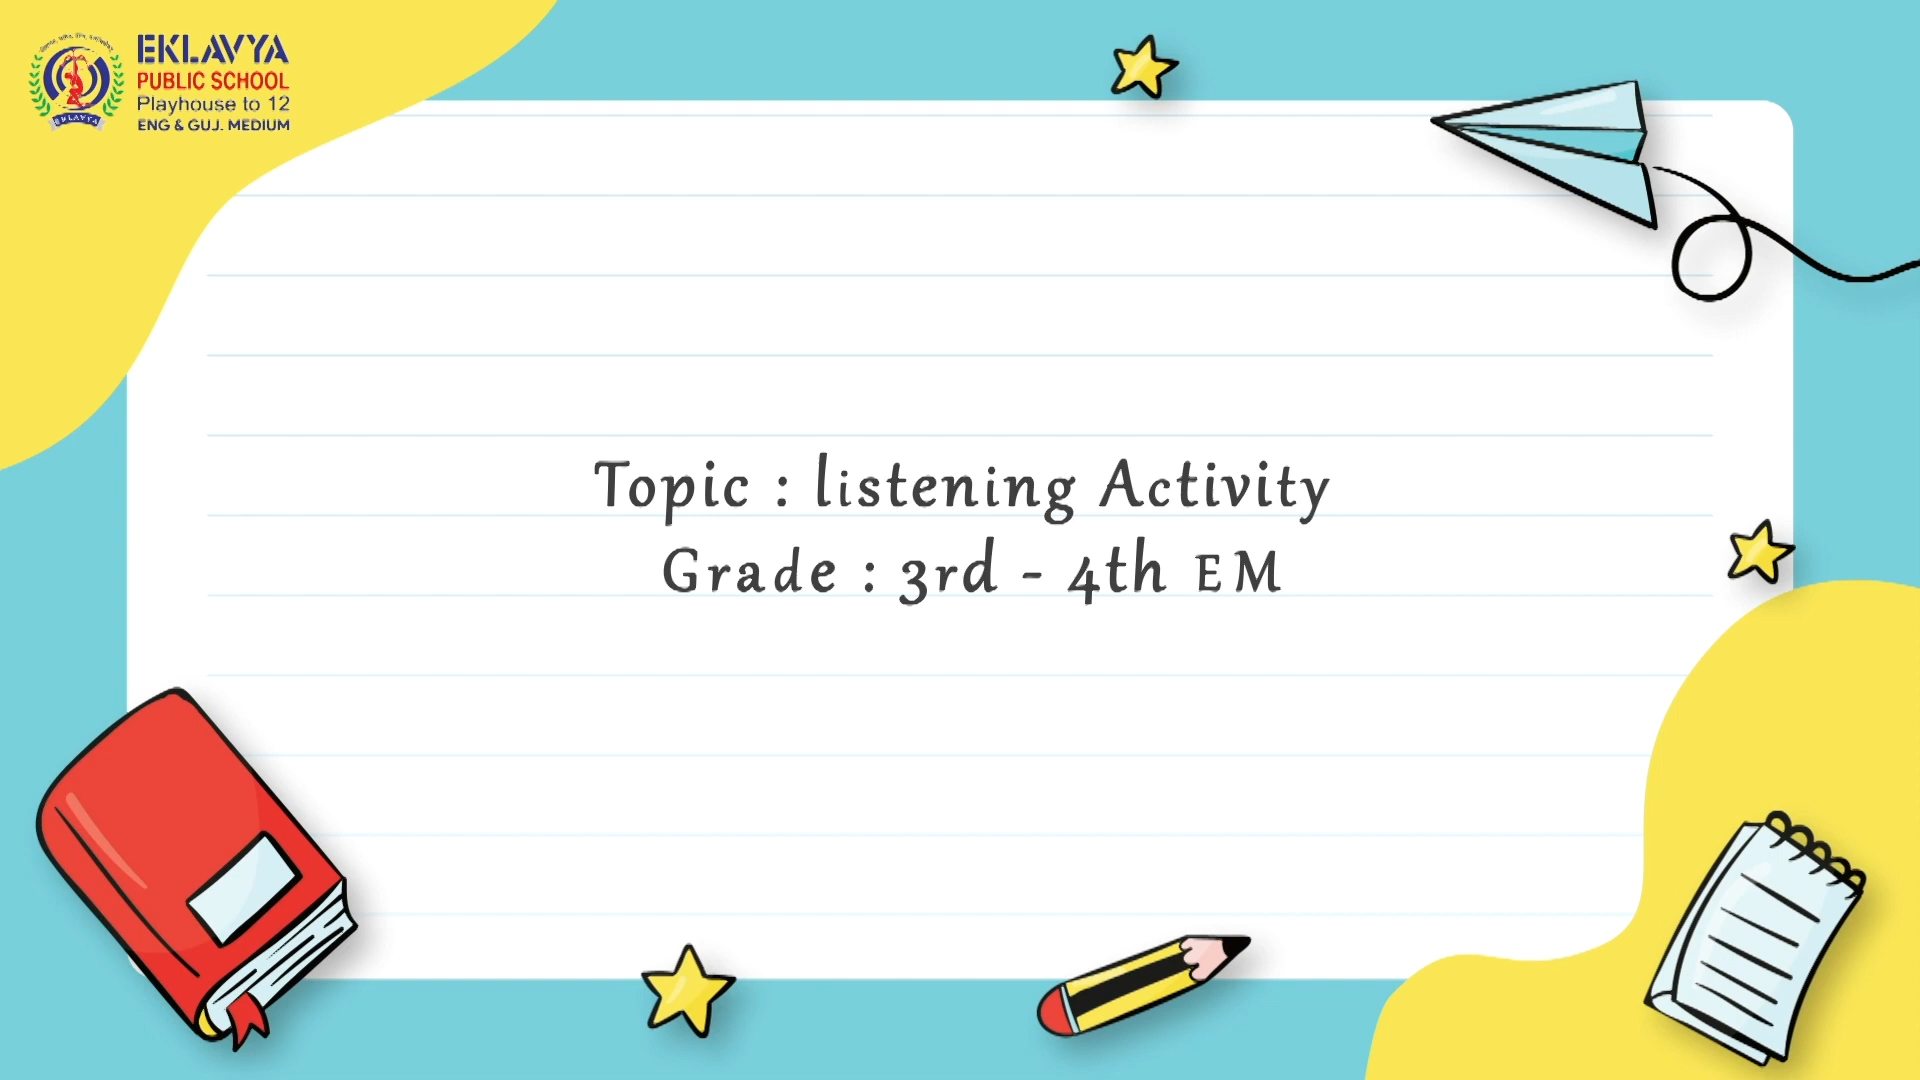 EKLAVYA
PUBLIC SCHOOL
Playhouse to 12
ENG & GUJ. MEDIUM
EKLAVYA
Topic : listening Activity
Grade : 3rd - 4th EM